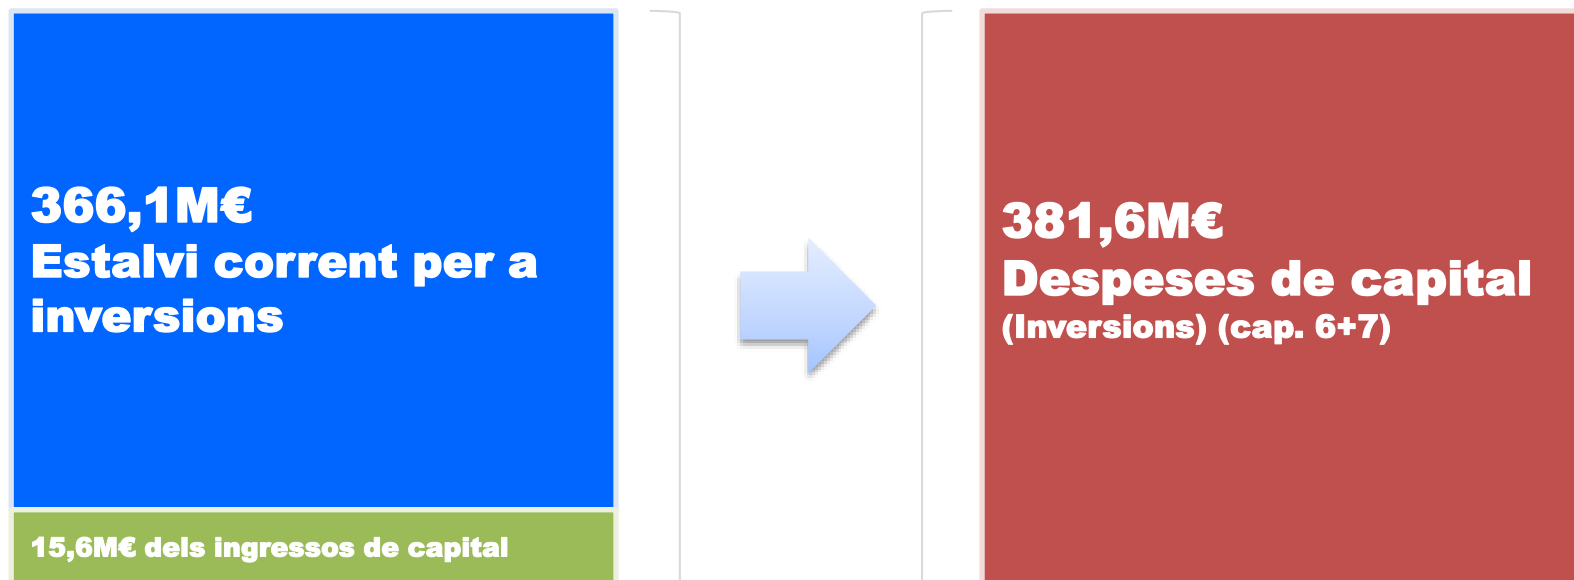 366,1M€
Estalvi corrent per a
inversions
15,6M€ dels ingressos de capital
381,6M€
Despeses de capital
(Inversions) (cap. 6+7)